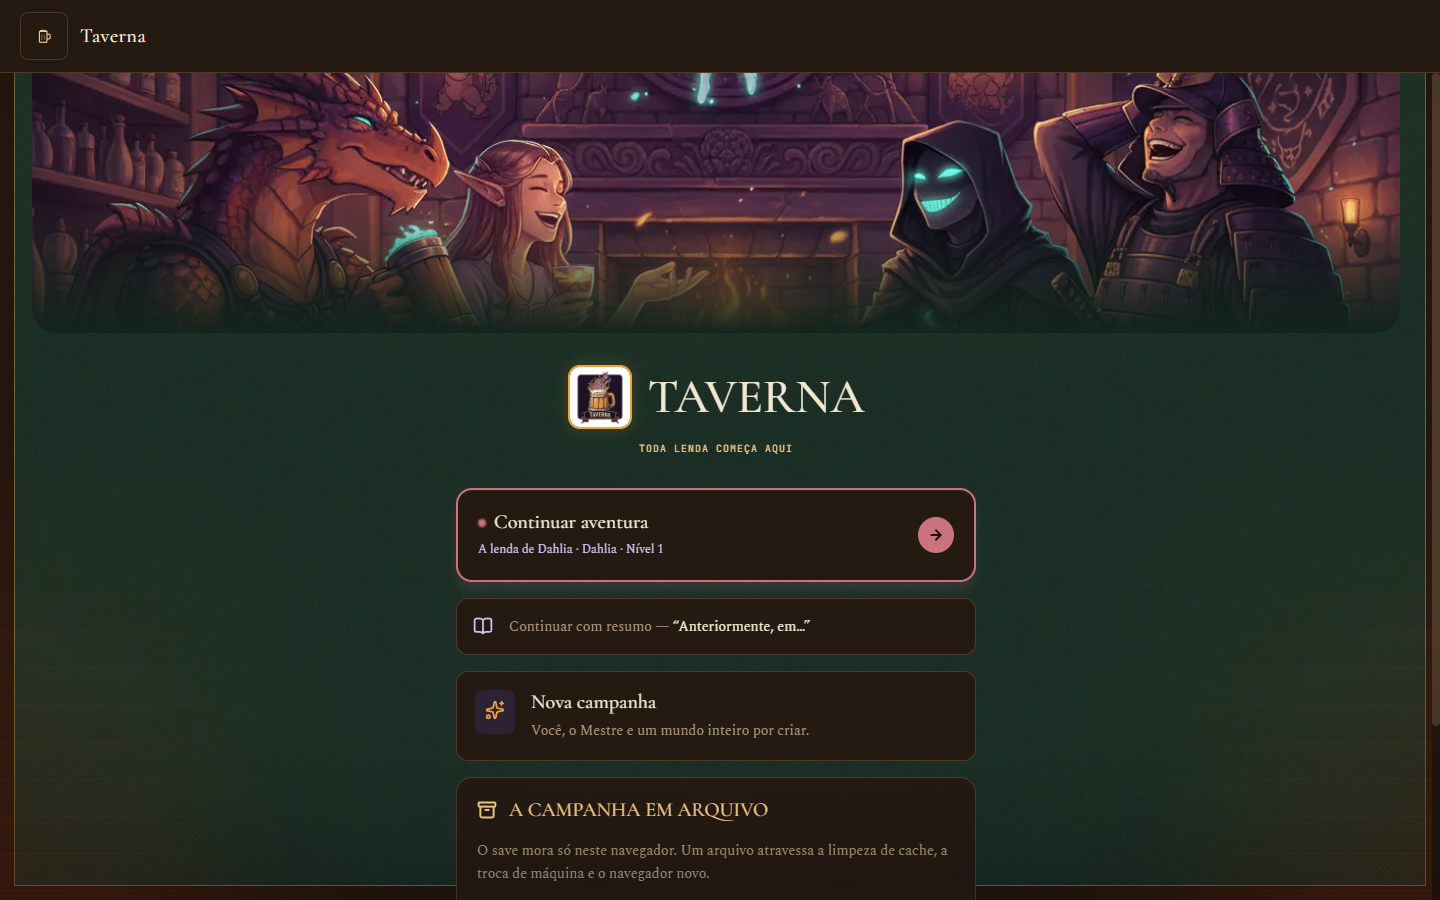 Taverna
TAVERNA
TAVERNA
TODA LENDA COMEÇA AQUI
Continuar aventura
A lenda de Dahlia · Dahlia · Nível 1
Continuar com resumo — “Anteriormente, em…”
Nova campanha
Você, o Mestre e um mundo inteiro por criar.
A CAMPANHA EM ARQUIVO
O save mora só neste navegador. Um arquivo atravessa a limpeza de cache, a
troca de máquina e o navegador novo.